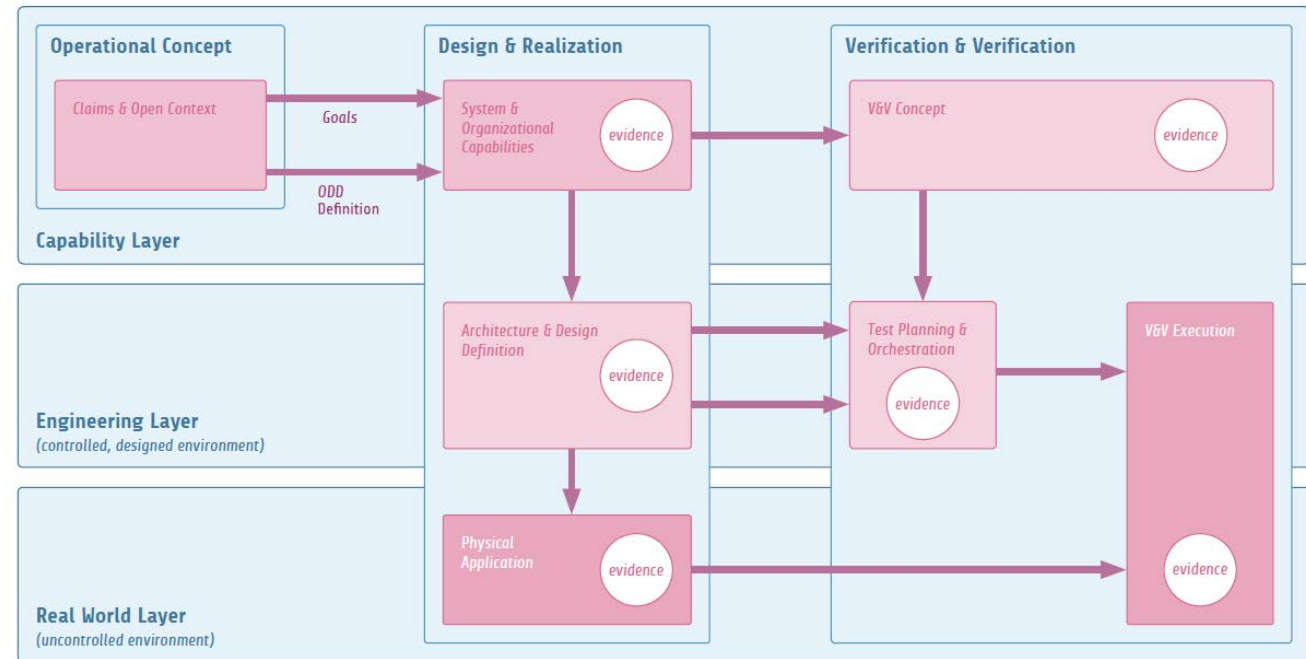 Operational Concept
Design & Realization
Verification & Verification
Claims & Open Context
Goals
ODD
Definition
System &
Organizational
Capabilities
evidence
V&V Concept
evidence
Capability Layer
Architecture & Design
Definition
evidence
Test Planning &
Orchestration
evidence
V&V Execution
Engineering Layer
(controlled, designed environment)
Physical
Application
evidence
evidence
Real World Layer
(uncontrolled environment)